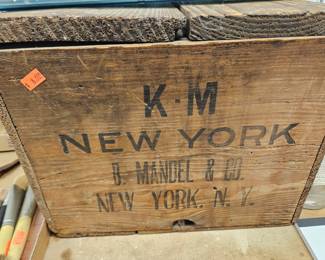 K·M
NEW YORK
D. MANDEL & CO.
NEW YORK, N. Y.